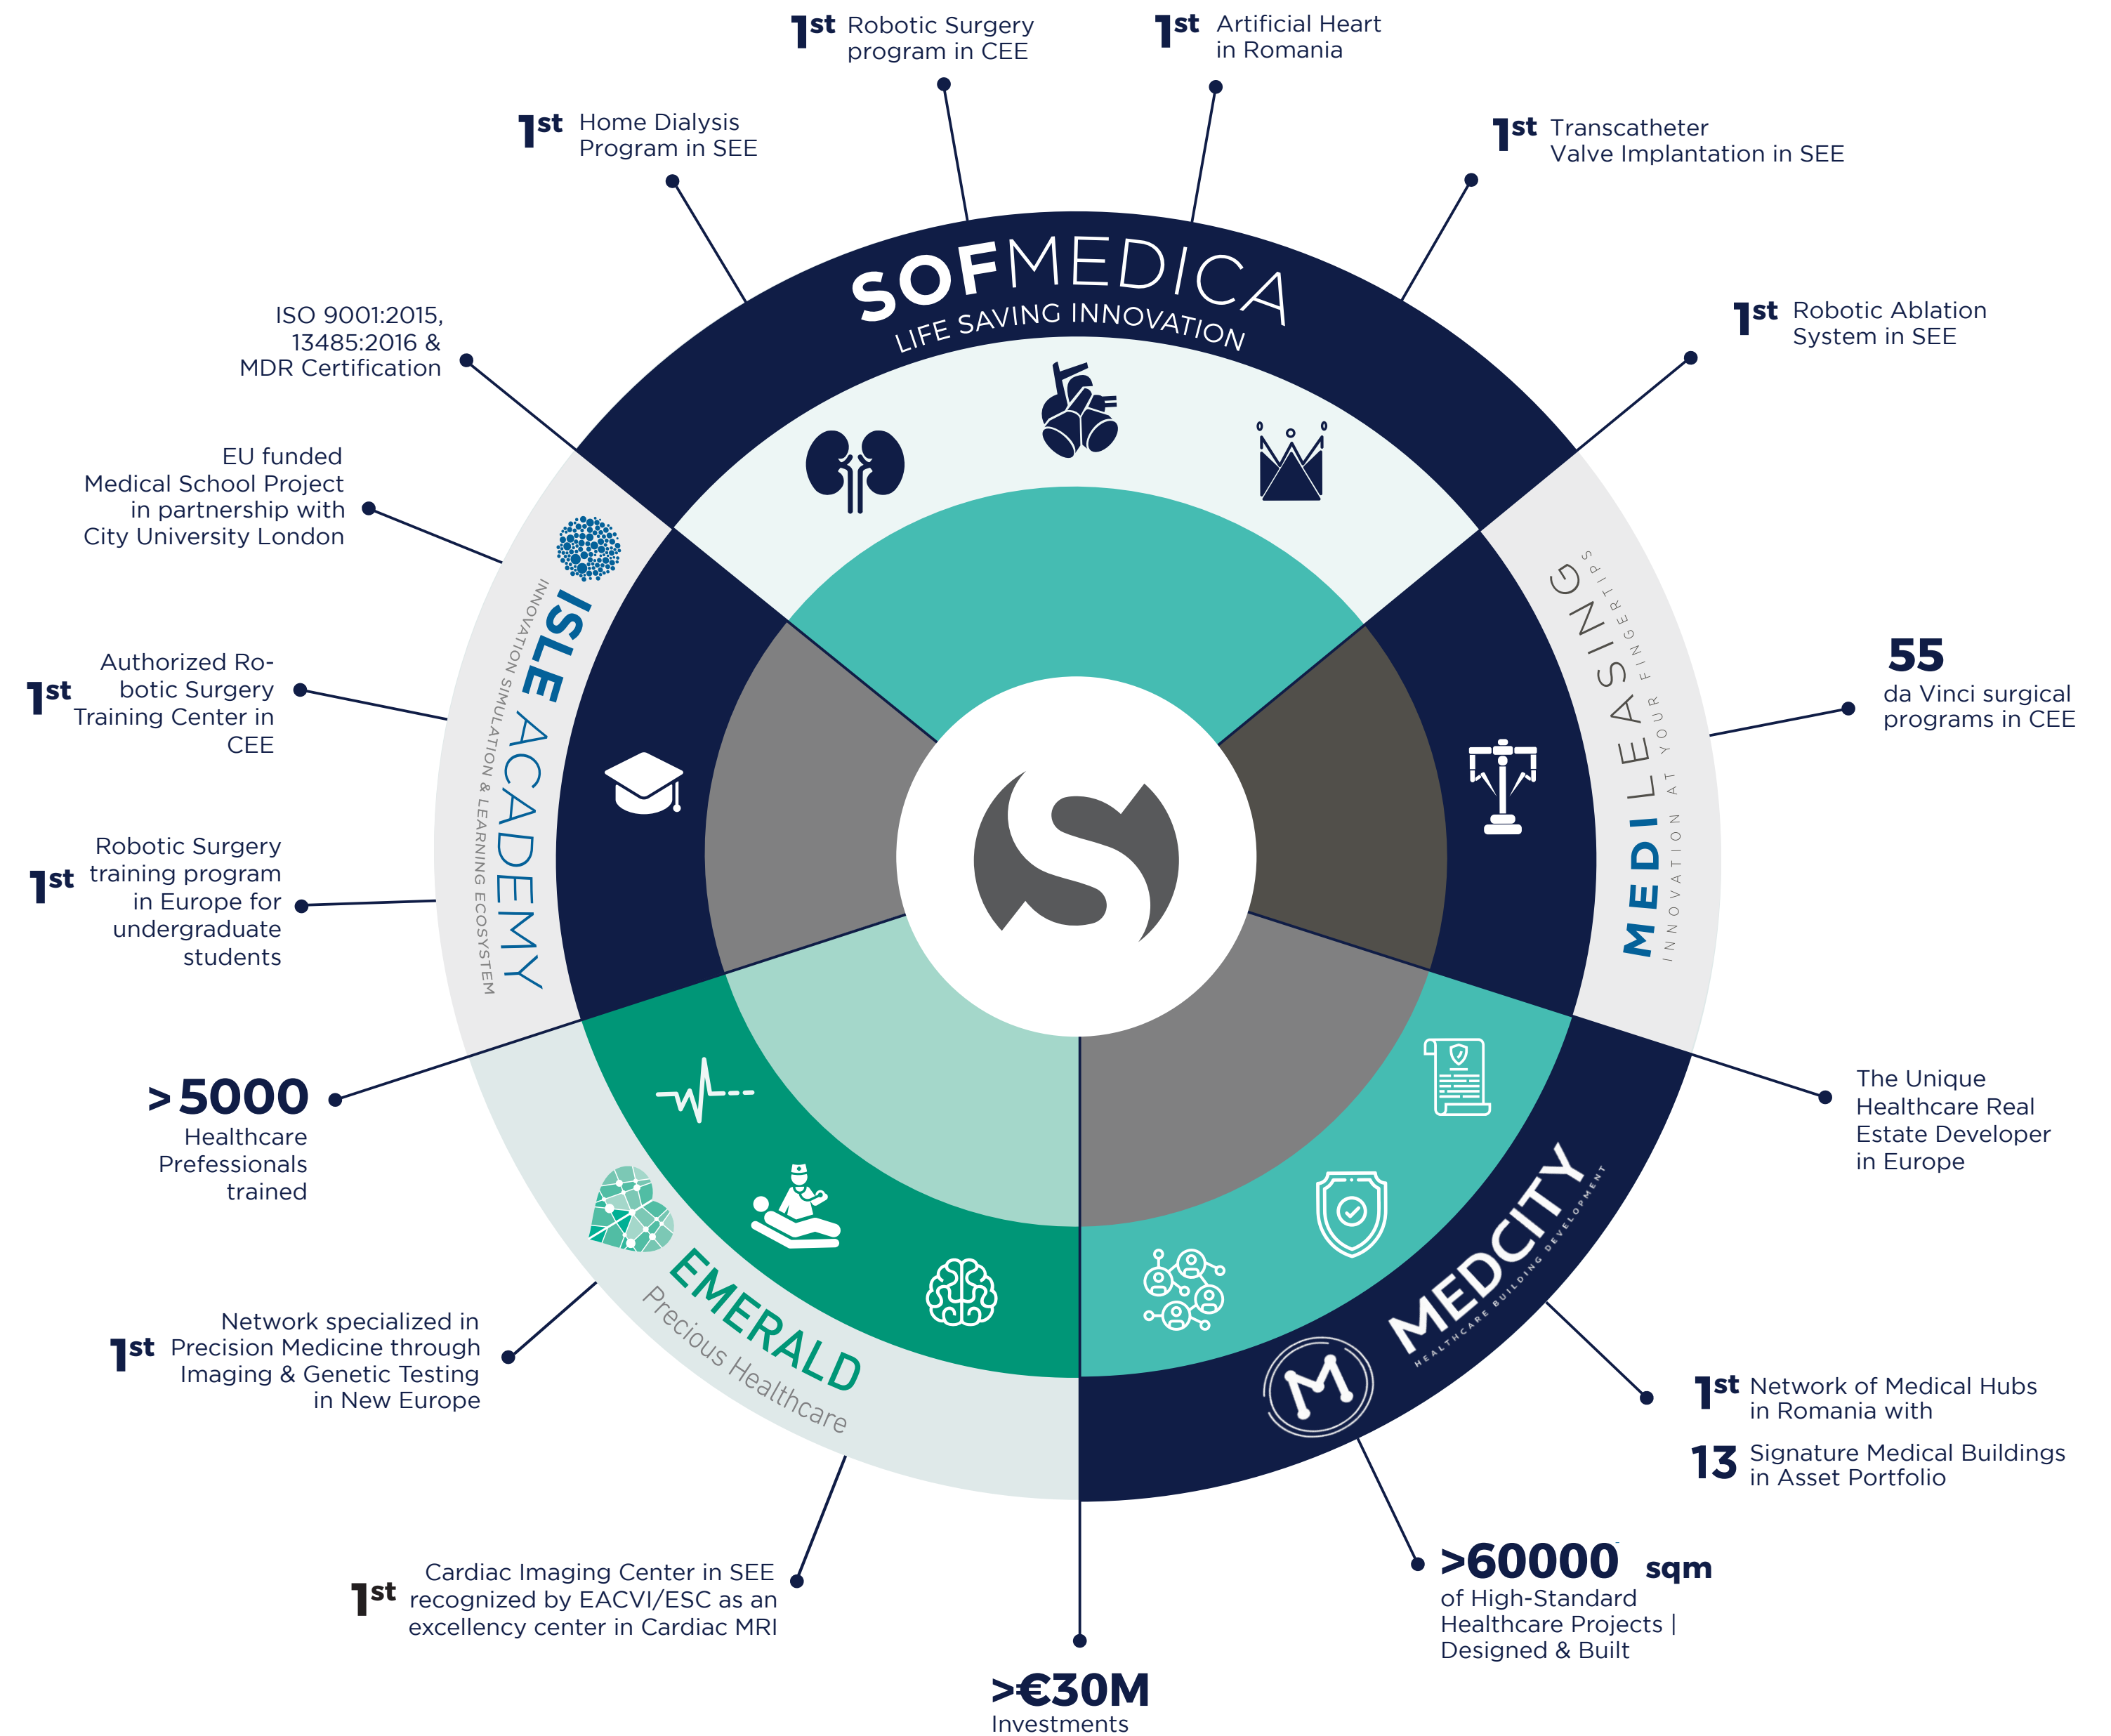 1st Robotic Surgery
program in CEE
1st Artificial Heart
in Romania
1st Home Dialysis
Program in SEE
1st Transcatheter
Valve Implantation in SEE
1st Robotic Ablation
System in SEE
ISO 9001:2015,
13485:2016 &
MDR Certification
EU funded
Medical School Project
in partnership with
City University London
1st
Authorized Ro-
botic Surgery
Training Center in
CEE
1st
Robotic Surgery
training program
in Europe for
undergraduate
students
> 5000
Healthcare
Prefessionals
trained
1st
Network specialized in
Precision Medicine through
Imaging & Genetic Testing
in New Europe
1st
Cardiac Imaging Center in SEE
recognized by EACVI/ESC as an
excellency center in Cardiac MRI
>€30M
Investments
>60000 sqm
of High-Standard
Healthcare Projects |
Designed & Built
1st Network of Medical Hubs
in Romania with
13 Signature Medical Buildings
in Asset Portfolio
The Unique
Healthcare Real
Estate Developer
in Europe
55
da Vinci surgical
programs in CEE
SOFMEDICA
LIFE SAVING INNOVATION
MEDILEASING
INNOVATION AT YOUR FINGERTIPS
M MEDCITY
HEALTHCARE BUILDING DEVELOPMENT
EMERALD
Precious Healthcare
ISLE ACADEMY
INNOVATION SIMULATION & LEARNING ECOSYSTEM
S